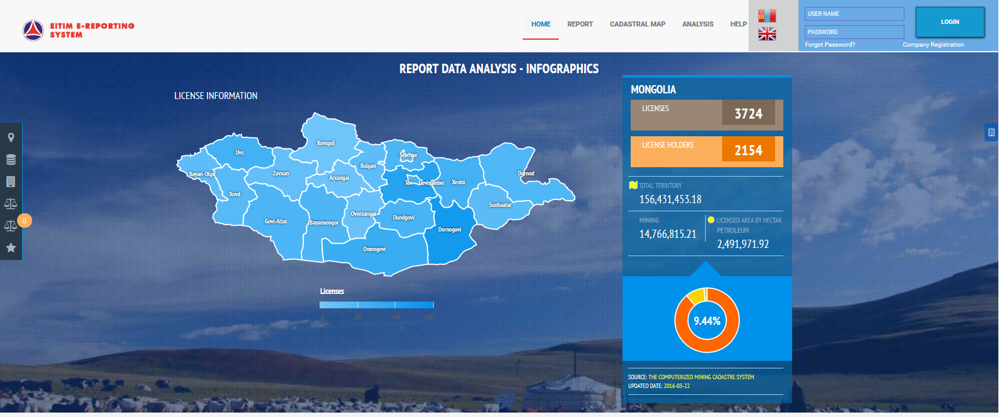 EITIM E-REPORTING
SYSTEM
HOME
REPORT
CADASTRAL MAP
ANALYSIS
HELP
USER NAME
PASSWORD
Forgot Password?
Company Registration
LOGIN
REPORT DATA ANALYSIS - INFOGRAPHICS
LICENSE INFORMATION
Xovsgol
Uvs
Selenge
Bulgan
Bayan-Olgii
Zavxan
Arxangai
Tov
Govisumber
Xentii
Dornod
Xovd
Suxbaatar
Govi-Altai
Bayanxongor
Ovorxangai
Dundgovi
Dornogovi
Omnogovi
Licenses
0
200
400
600
0
MONGOLIA
LICENSES
3724
LICENSE HOLDERS
2154
TOTAL TERRITORY
156,431,453.18
MINING
14,766,815.21
LICENSED AREA BY HECTAR
PETROLEUM
2,491,971.92
9.44%
SOURCE: THE COMPUTERIZED MINING CADASTRE SYSTEM
UPDATED DATE: 2016-03-22